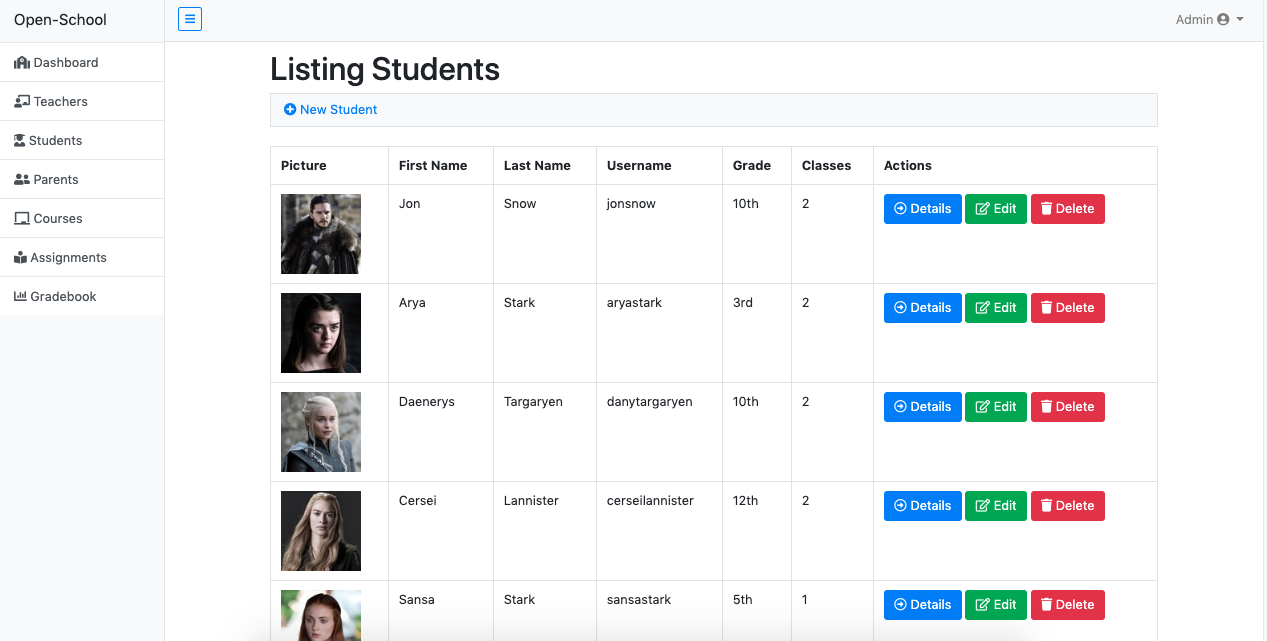 Open-School
Admin
Dashboard
Teachers
Students
Parents
Courses
Assignments
Gradebook
Listing Students
New Student
Picture First Name Last Name Username Grade Classes Actions
Jon Snow jonsnow 10th 2 Details Edit Delete
Arya Stark aryastark 3rd 2 Details Edit Delete
Daenerys Targaryen danytargaryen 10th 2 Details Edit Delete
Cersei Lannister cerseilannister 12th 2 Details Edit Delete
Sansa Stark sansastark 5th 1 Details Edit Delete